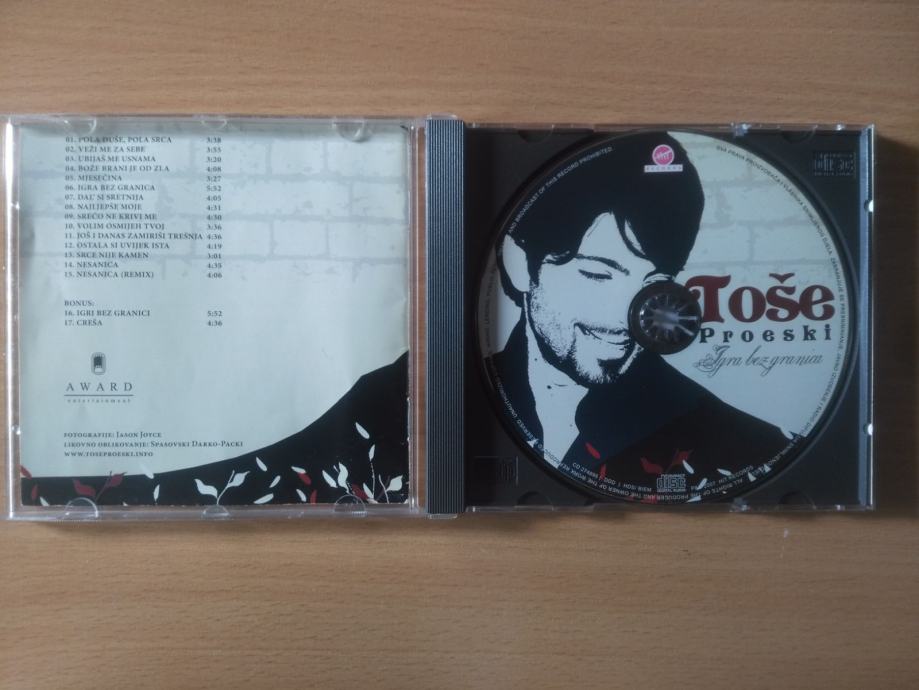 01. Pola duše, pola srca 3:38
02. Veži me za sebe 3:55
03. Ubijaš me usnama 3:20
04. Bože brani je od zla 4:08
05. Mjesečina 3:27
06. Igra bez granica 5:52
07. Dal' si sretnija 4:05
08. Najljepše moje 4:31
09. Srećo ne krivi me 4:30
10. Volim osmijeh tvoj 3:36
11. Još i danas zamiriši trešnja 4:36
12. Ostala si uvijek ista 4:19
13. Srce nije kamen 3:01
14. Nesanica 4:35
15. Nesanica (remix) 4:06
Bonus:
16. Igri bez granici 5:52
17. Creša 4:36
AWARD
entertainment
Fotografije: Jason Joyce
Likovno oblikovanje: Spasovski Darko-Packi
www.toseproeski.info
RECORDS
Toše
Proeski
Igra bez granica
COMPACT
disc
DIGITAL AUDIO